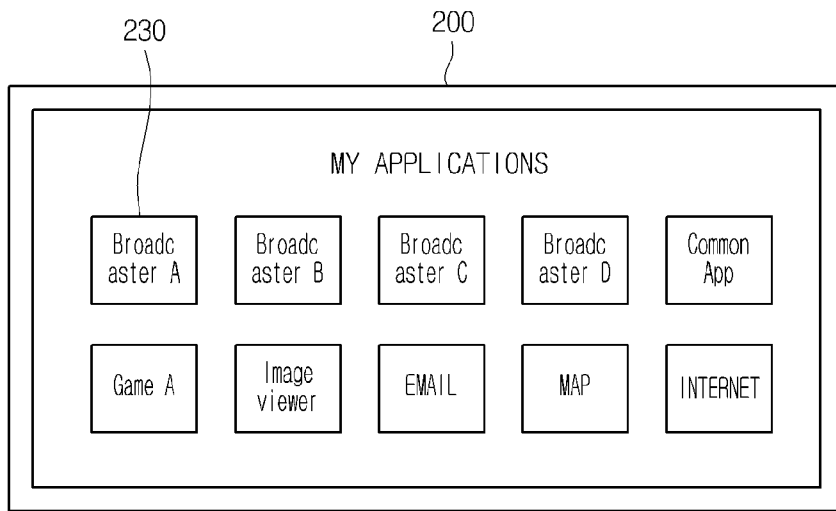 230
200
MY APPLICATIONS
Broadc
aster A
Broadc
aster B
Broadc
aster C
Broadc
aster D
Common
App
Game A
Image
viewer
EMAIL
MAP
INTERNET